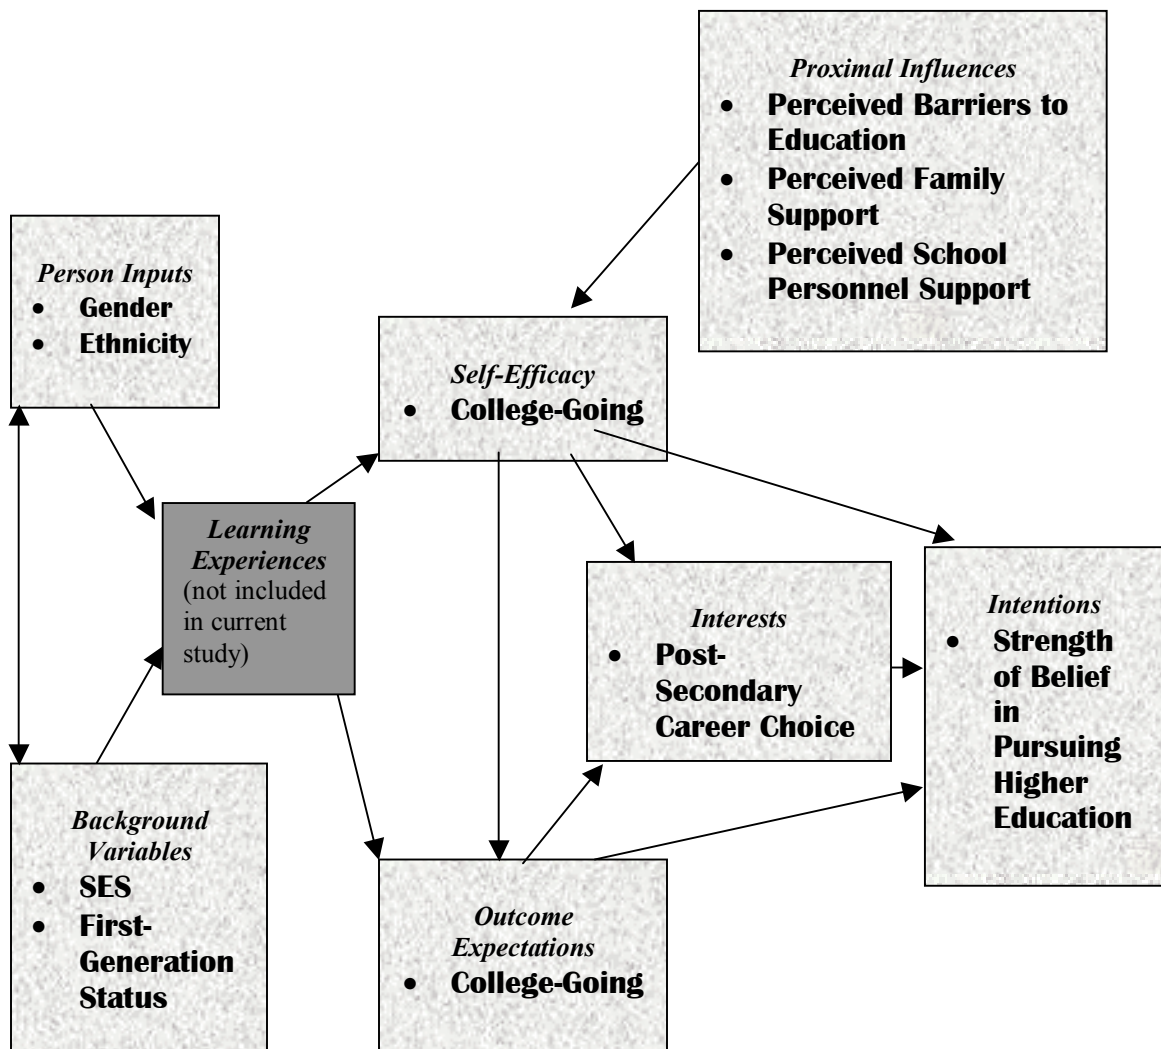 Proximal Influences
• Perceived Barriers to
Education
• Perceived Family
Support
• Perceived School
Personnel Support
Person Inputs
• Gender
• Ethnicity
Self-Efficacy
• College-Going
Learning
Experiences
(not included
in current
study)
Interests
• Post-
Secondary
Career Choice
Intentions
• Strength
of Belief
in
Pursuing
Higher
Education
Background
Variables
• SES
• First-
Generation
Status
Outcome
Expectations
• College-Going